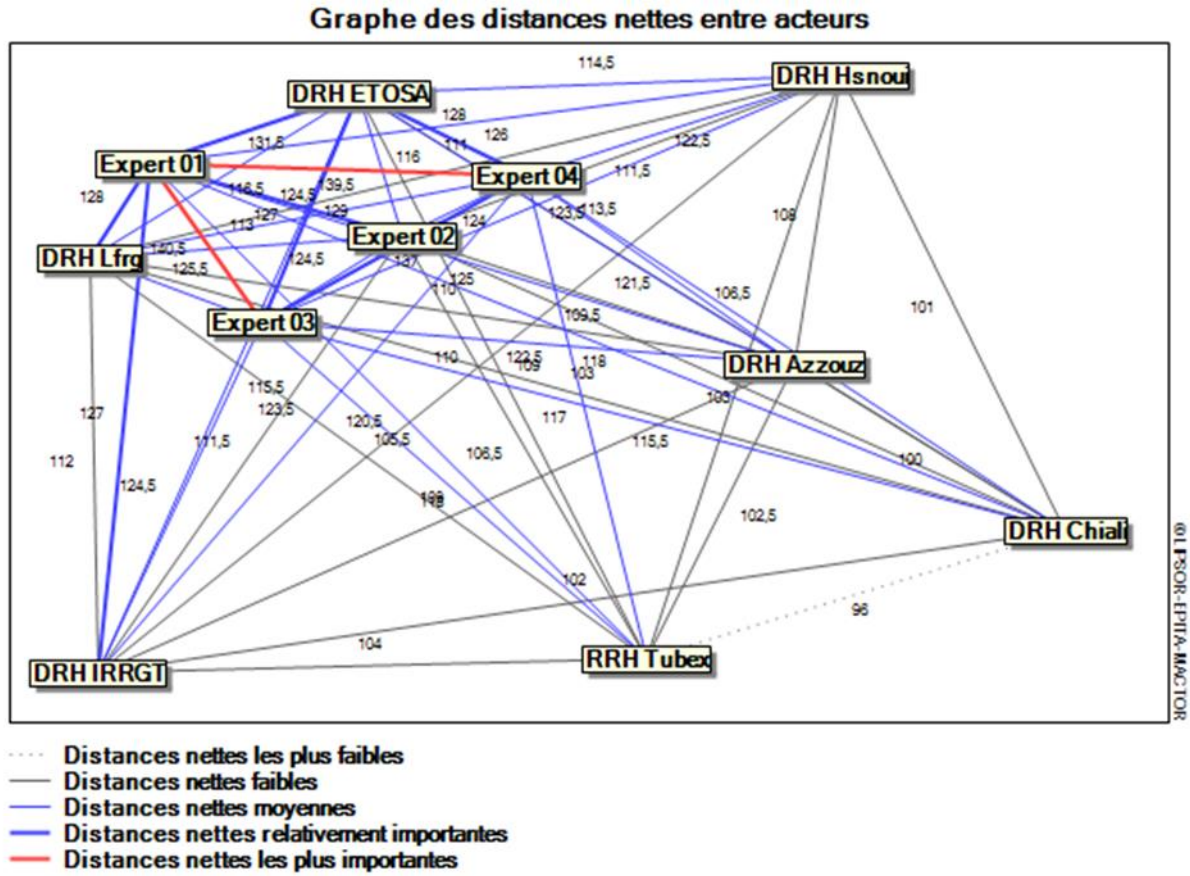 Graphe des distances nettes entre acteurs
114,5
DRH Hsnoui
DRH ETOSA
128
126
131,5
111
122,5
116
Expert 01
Expert 04
111,5
139,5
116,5
124,5
128
129
127
113
124
123,5
113,5
108
Expert 02
140,5
DRH Lfrg
124,5
137
125,5
125
110
121,5
106,5
101
109,5
Expert 03
110
122,5
109
118
103
DRH Azzouz
115,5
103
127
123,5
120,5
117
111,5
105,5
115,5
106,5
112
100
124,5
102,5
DRH Chiali
102
96
104
DRH IRRGT
RRH Tubex
©LIPSOR-EPITA-MACTOR
Distances nettes les plus faibles
Distances nettes faibles
Distances nettes moyennes
Distances nettes relativement importantes
Distances nettes les plus importantes